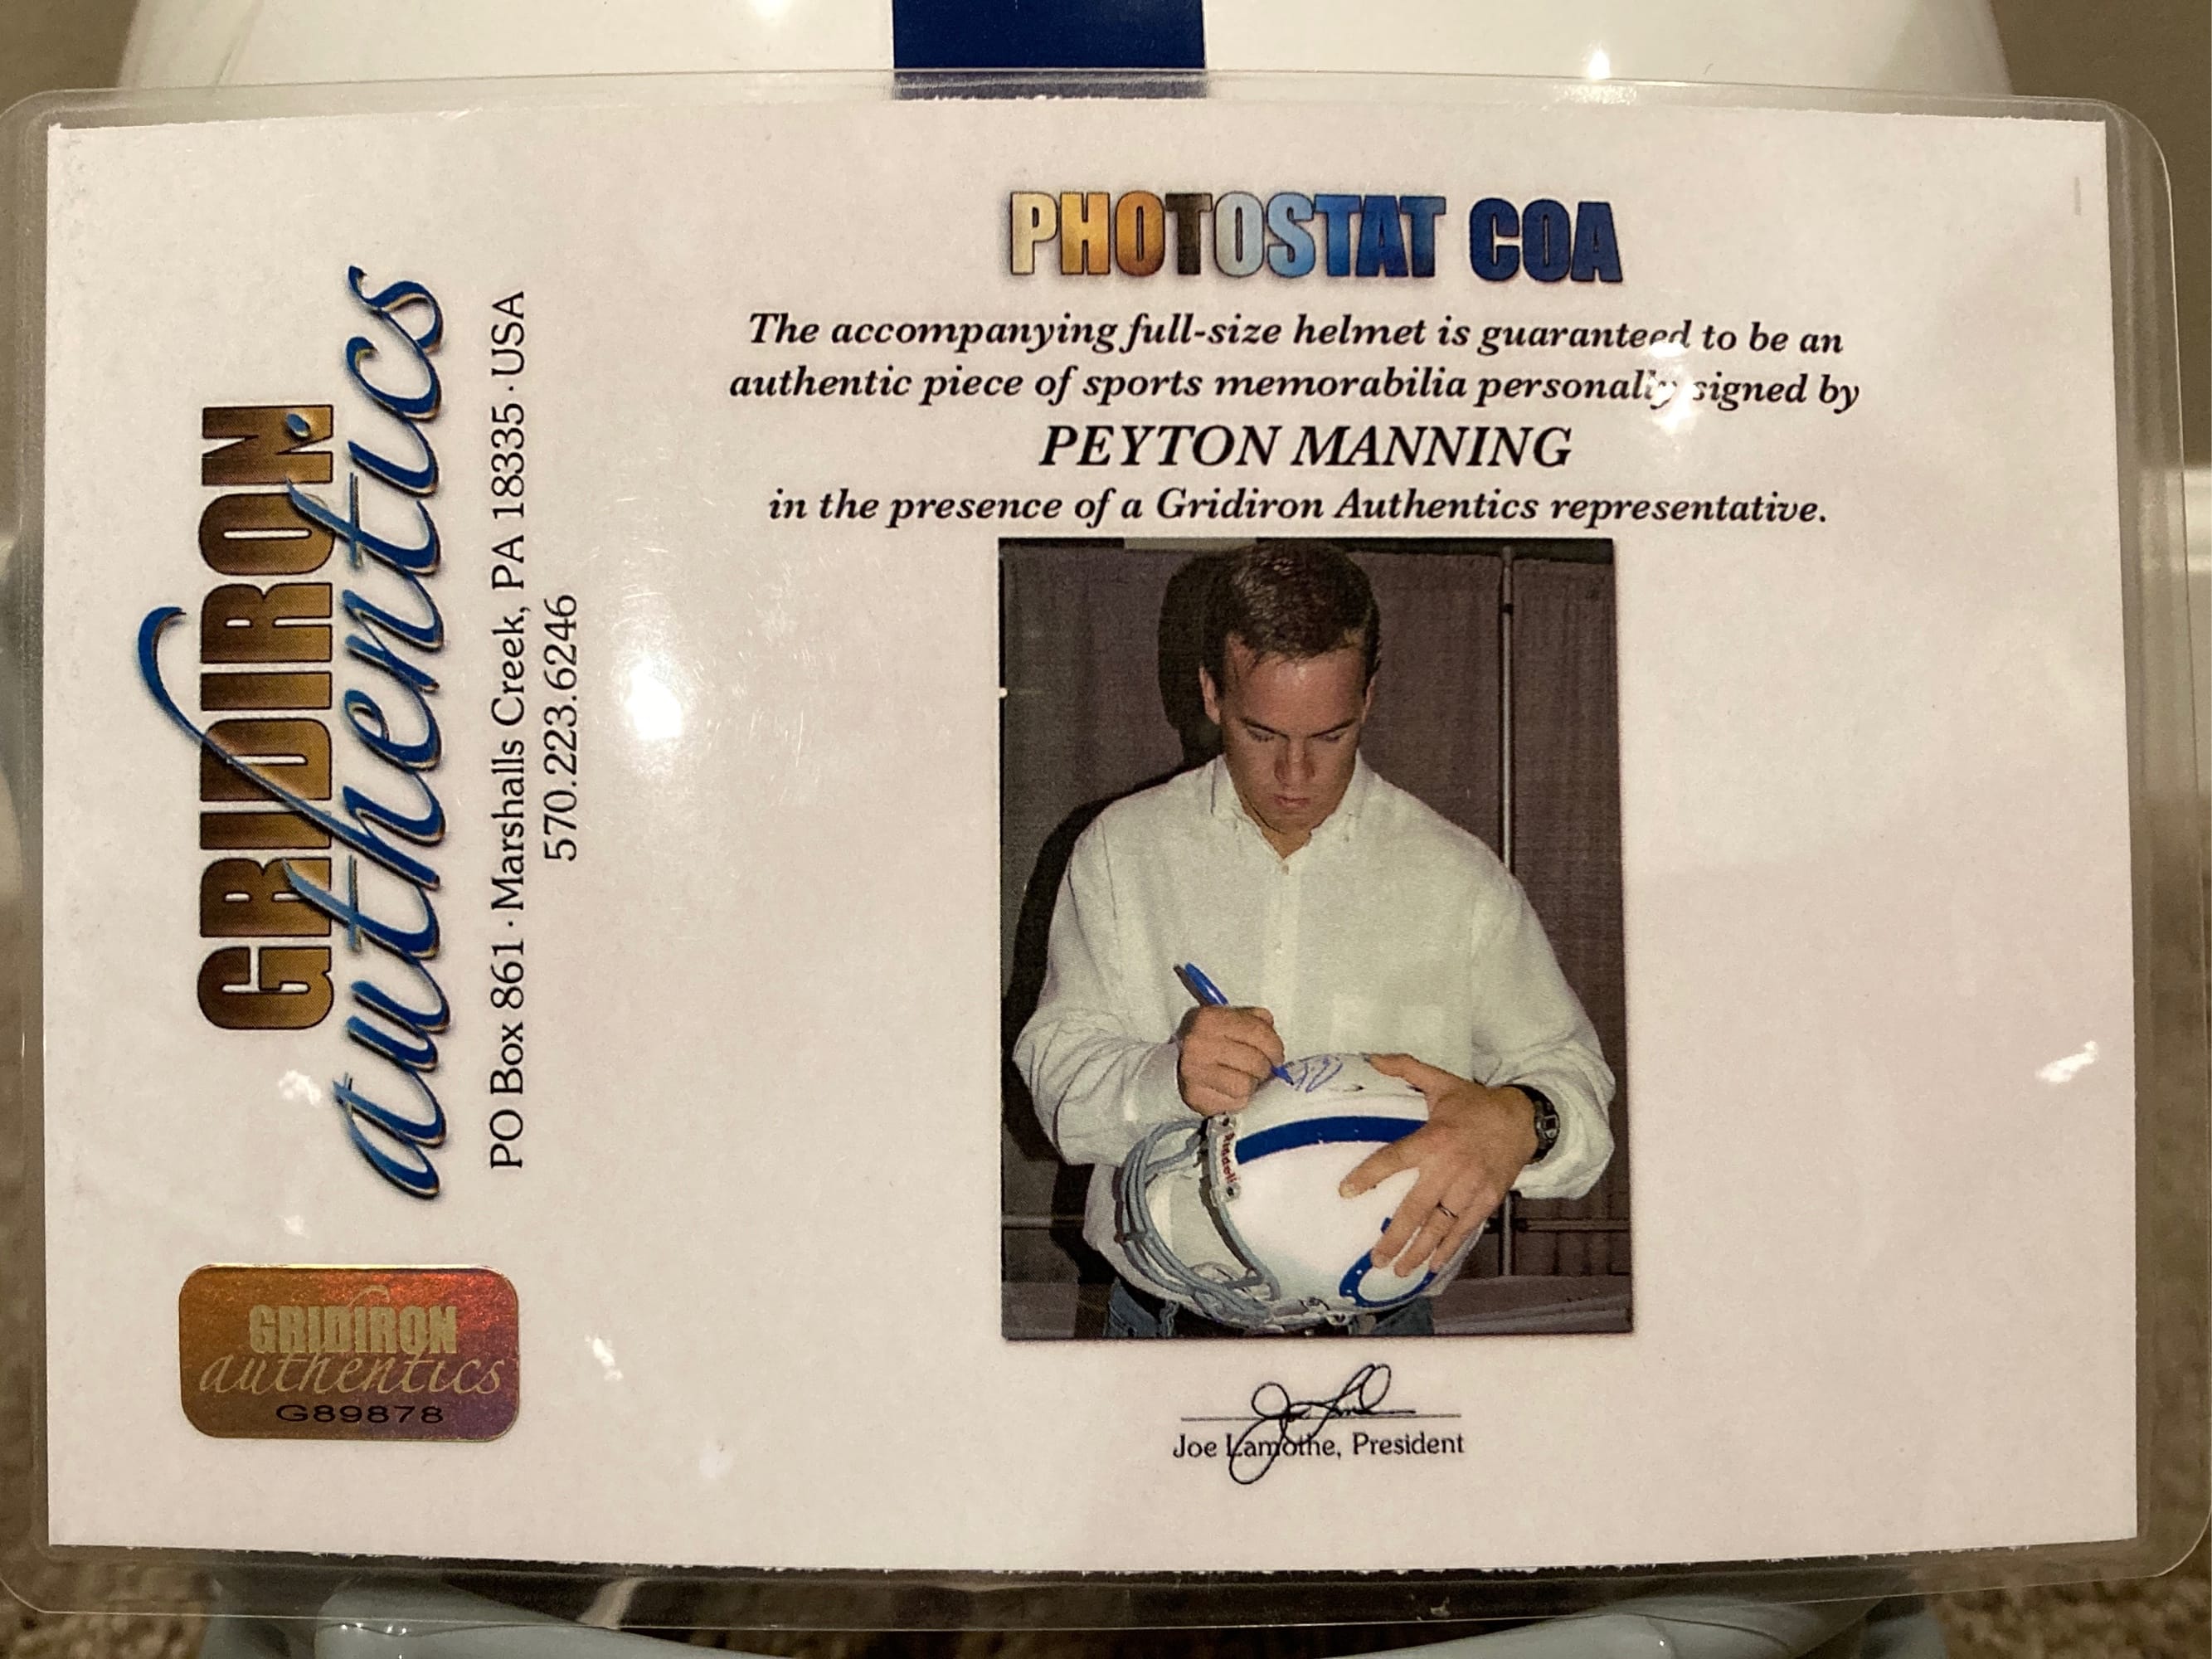 GRIDIRON
authentics
PO Box 861 · Marshalls Creek, PA 18335 · USA
570.223.6246
PHOTOSTAT COA
The accompanying full-size helmet is guaranteed to be an
authentic piece of sports memorabilia personally signed by
PEYTON MANNING
in the presence of a Gridiron Authentics representative.
Riddell
Joe Lamothe, President
GRIDIRON
authentics
G89878